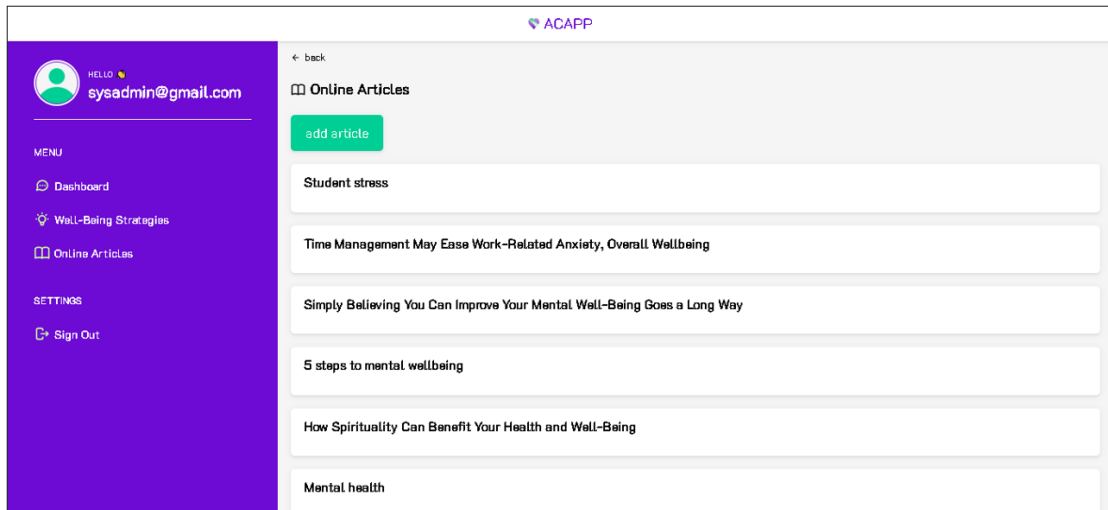 ACAPP
HELLO 👏
sysadmin@gmail.com
MENU
Dashboard
Well-Being Strategies
Online Articles
SETTINGS
Sign Out
← back
Online Articles
add article
Student stress
Time Management May Ease Work-Related Anxiety, Overall Wellbeing
Simply Believing You Can Improve Your Mental Well-Being Goes a Long Way
5 steps to mental wellbeing
How Spirituality Can Benefit Your Health and Well-Being
Mental health